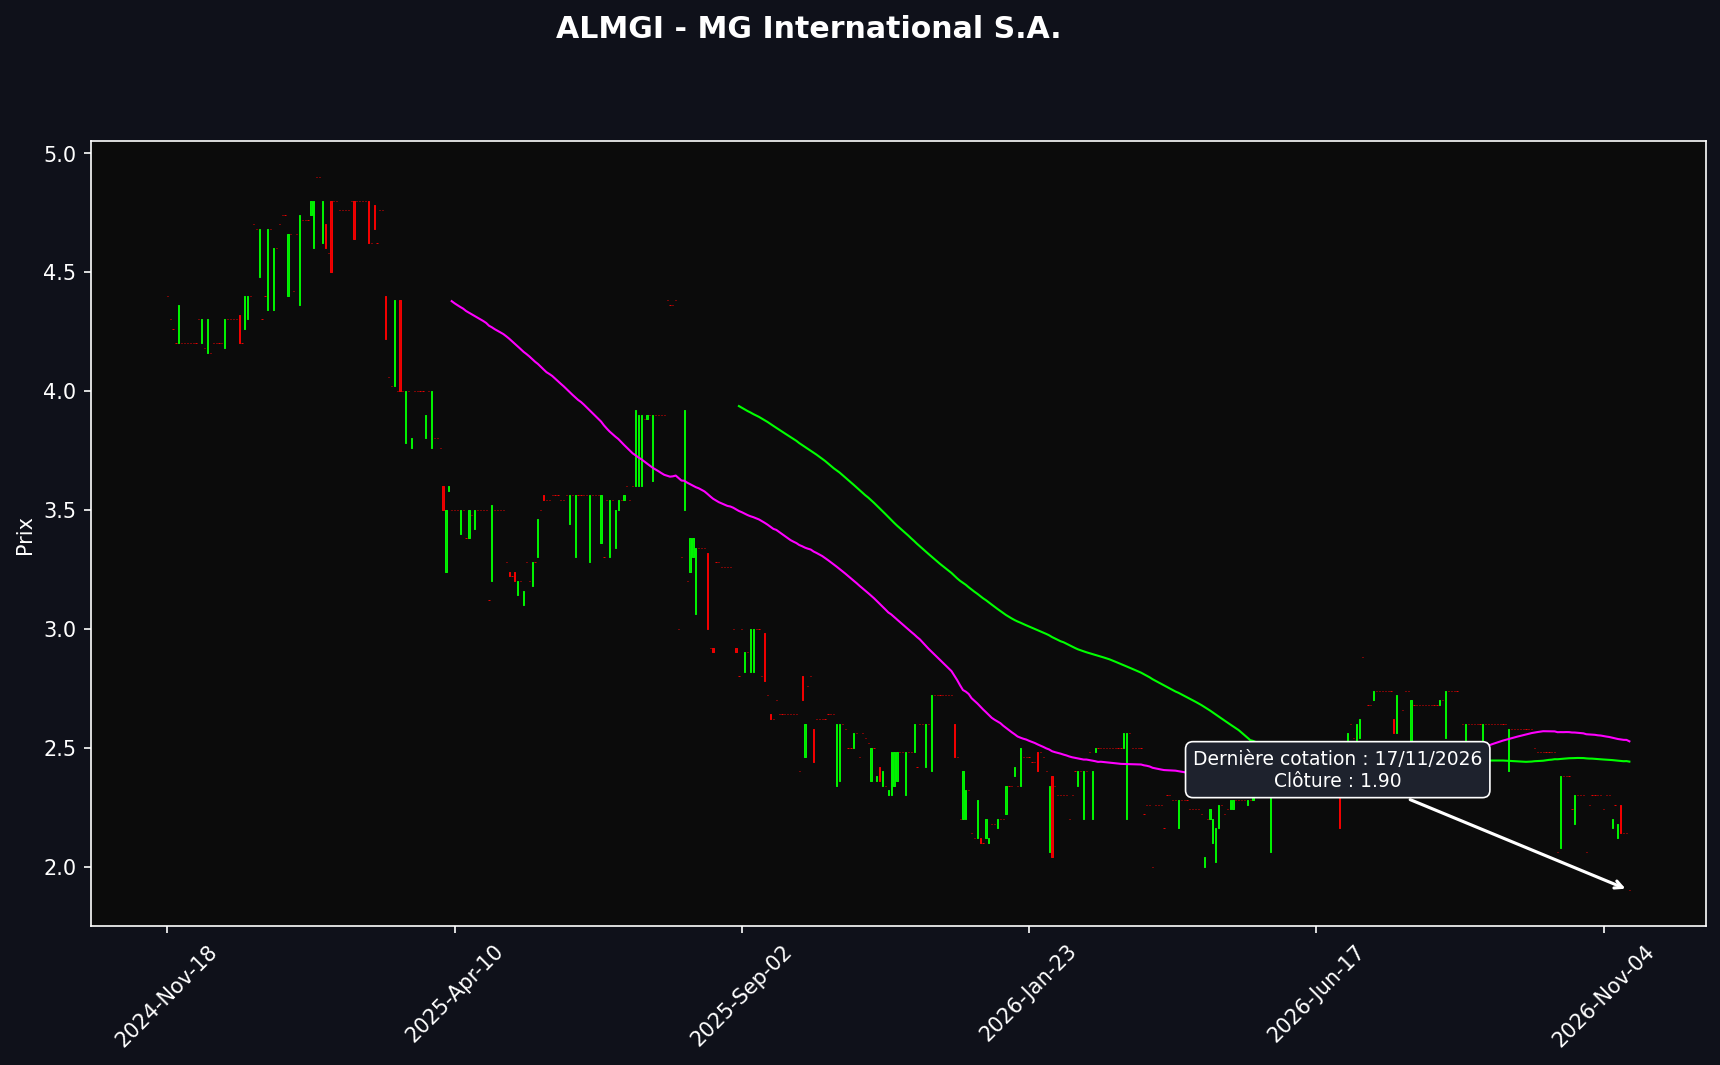 ALMGI - MG International S.A.
Prix
5.0
4.5
4.0
3.5
3.0
2.5
2.0
Dernière cotation : 17/11/2026
Clôture : 1.90
2024-Nov-18
2025-Apr-10
2025-Sep-02
2026-Jan-23
2026-Jun-17
2026-Nov-04